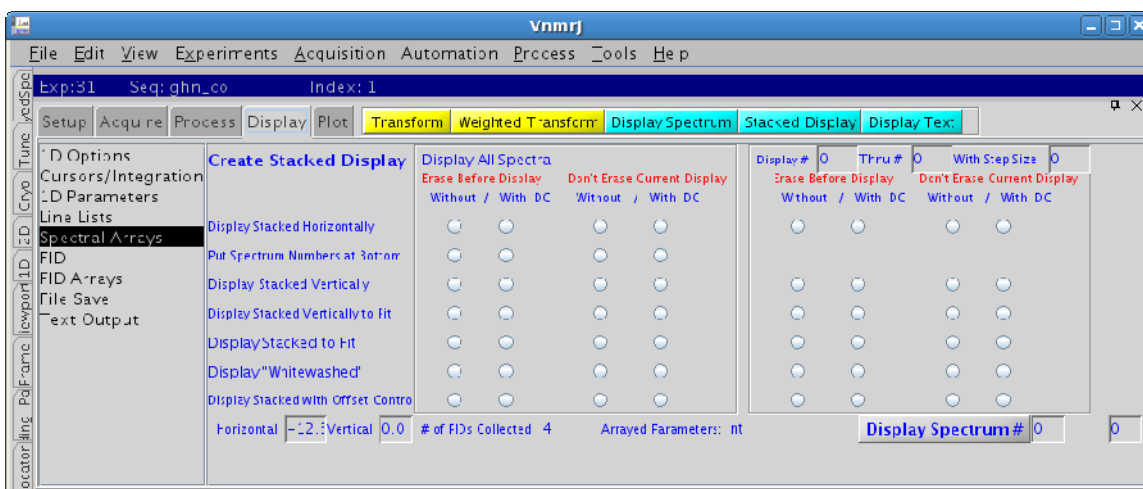 VnmrJ
File Edit View Experiments Acquisition Automation Process Tools Help
Exp:31 Seq: ghn_co Index: 1
Setup Acquire Process Display Plot Transform Weighted Transform Display Spectrum Stacked Display Display Text
1D Options
Cursors/Integration
1D Parameters
Line Lists
Spectral Arrays
FID
FID Arrays
File Save
Text Output
Create Stacked Display Display All Spectra Display # 0 Thru # 0 With Step Size 0
Erase Before Display Don't Erase Current Display Erase Before Display Don't Erase Current Display
Without / With DC Without / With DC Without / With DC Without / With DC
Display Stacked Horizontally
Put Spectrum Numbers at Bottom
Display Stacked Vertically
Display Stacked Vertically to Fit
Display Stacked to Fit
Display "Whitewashed"
Display Stacked with Offset Contro
Horizontal Vertical 0.0 # of FIDs Collected 4 Arrayed Parameters: nt Display Spectrum # 0 0
Tune
Cryo
1D
Frame